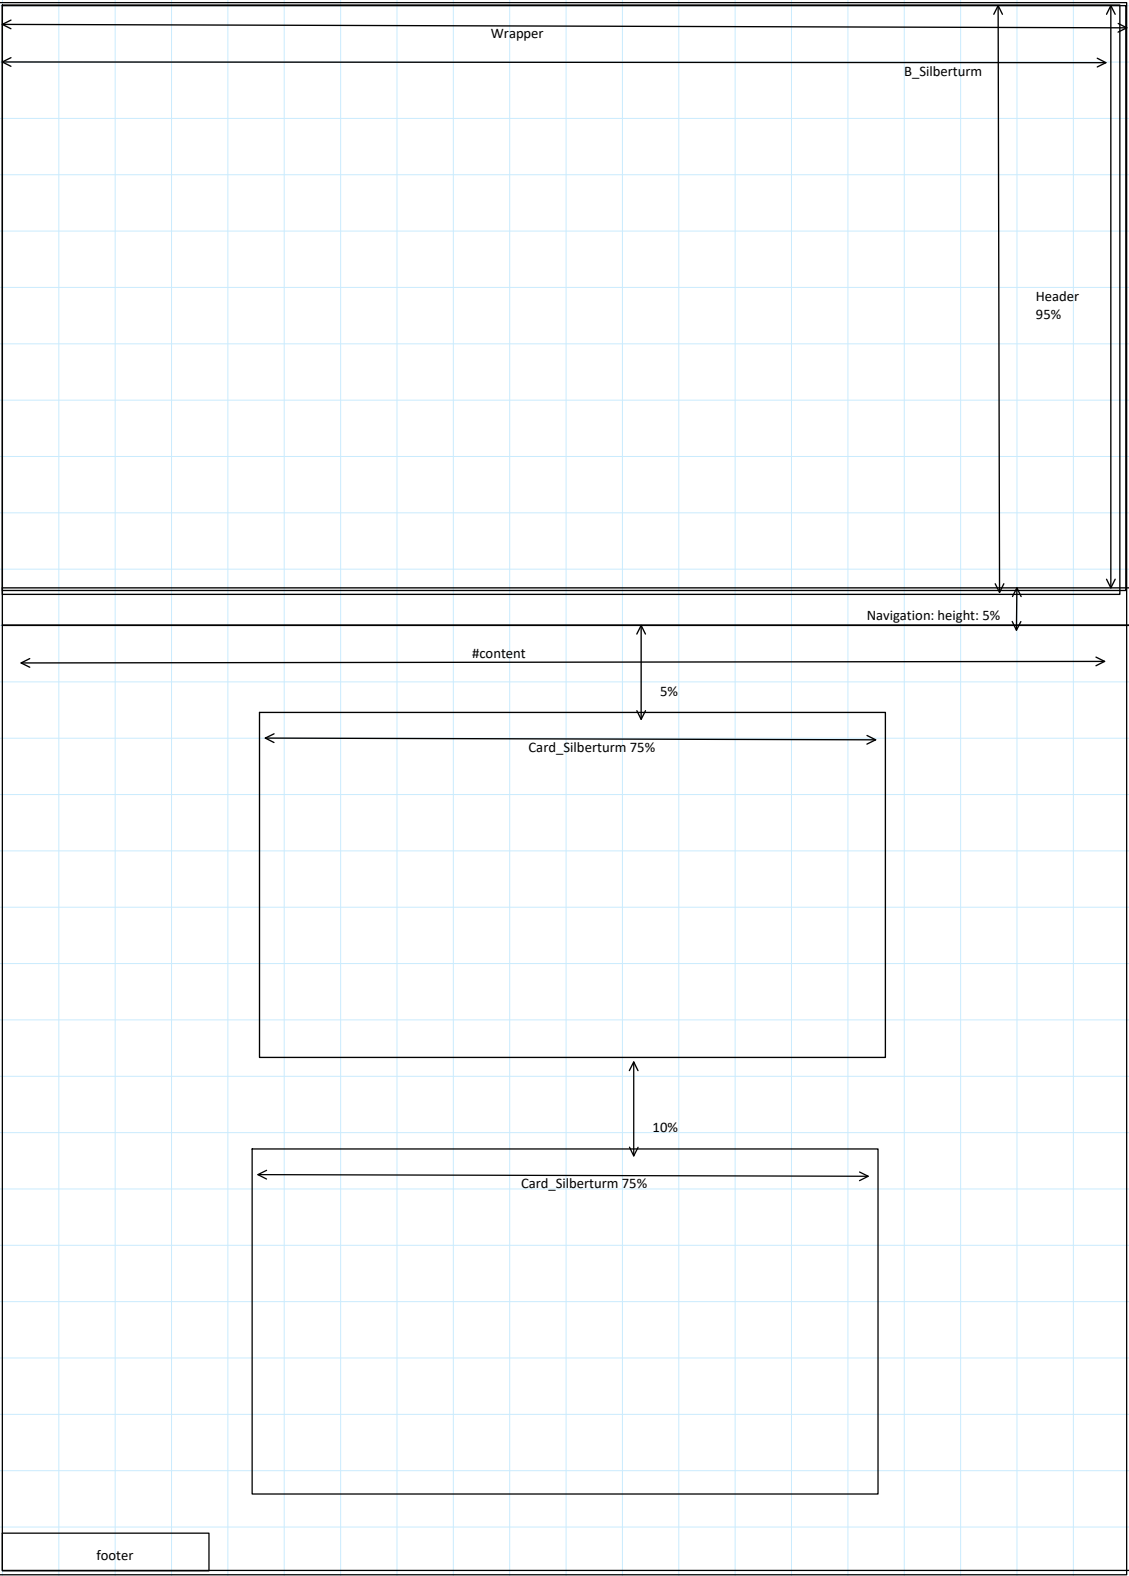 Wrapper
B_Silberturm
Header
95%
Navigation: height: 5%
#content
5%
Card_Silberturm 75%
10%
Card_Silberturm 75%
footer